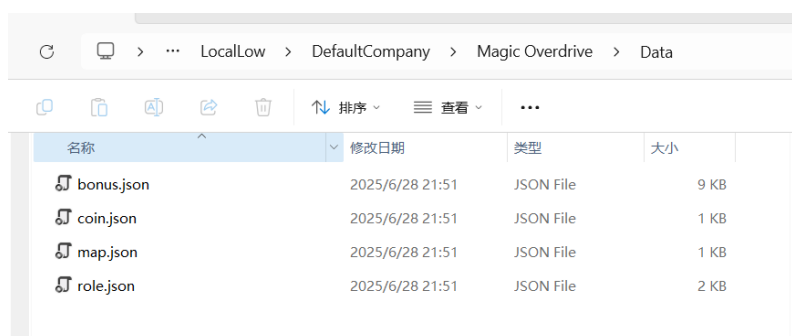 ··· LocalLow > DefaultCompany > Magic Overdrive > Data
排序 查看 ···
名称 修改日期 类型 大小
bonus.json 2025/6/28 21:51 JSON File 9 KB
coin.json 2025/6/28 21:51 JSON File 1 KB
map.json 2025/6/28 21:51 JSON File 1 KB
role.json 2025/6/28 21:51 JSON File 2 KB